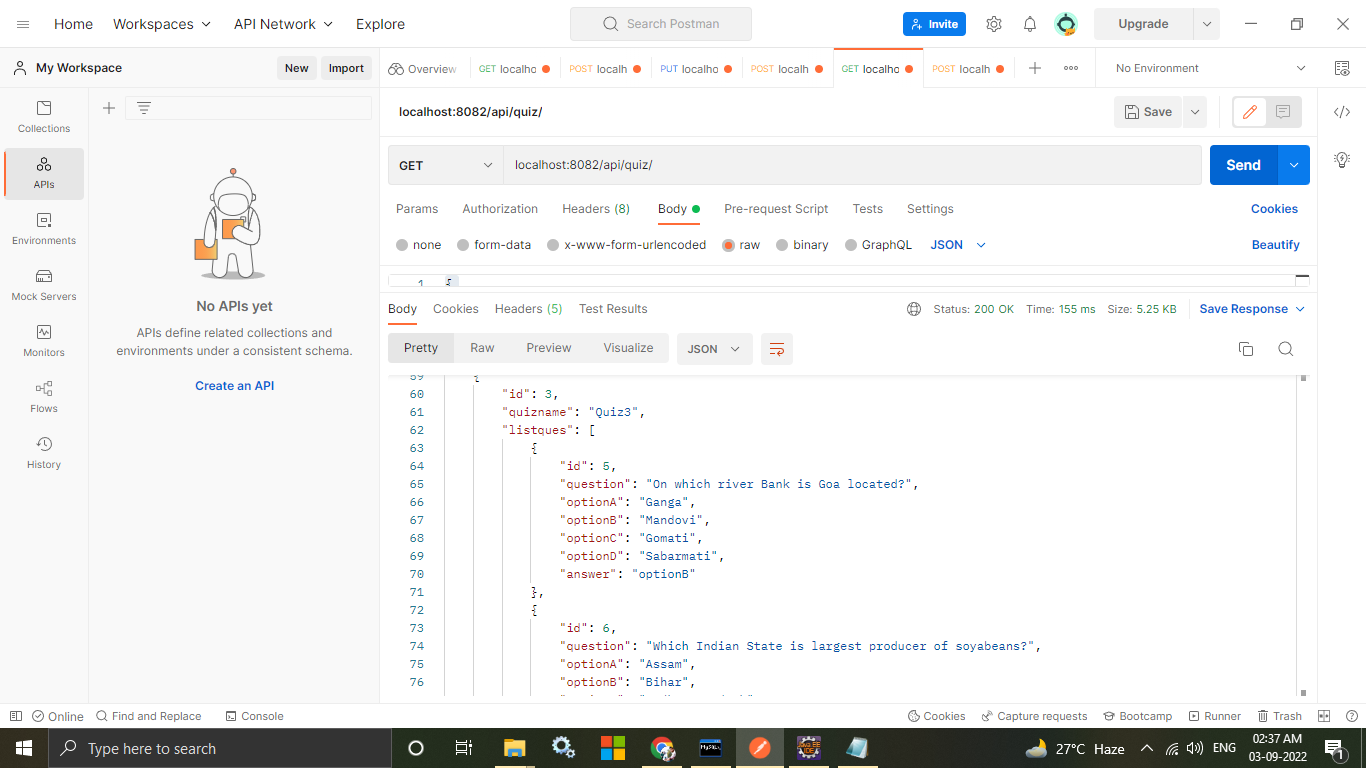 Home Workspaces API Network Explore Search Postman Invite Upgrade
My Workspace New Import Overview GET localho POST localh PUT localho POST localh GET localho POST localh No Environment
Collections
APIs
Environments
Mock Servers
Monitors
Flows
History
No APIs yet
APIs define related collections and
environments under a consistent schema.
Create an API
localhost:8082/api/quiz/ Save
GET localhost:8082/api/quiz/ Send
Params Authorization Headers (8) Body Pre-request Script Tests Settings Cookies
none form-data x-www-form-urlencoded raw binary GraphQL JSON Beautify
1 {
Body Cookies Headers (5) Test Results Status: 200 OK Time: 155 ms Size: 5.25 KB Save Response
Pretty Raw Preview Visualize JSON
59 {
60 "id": 3,
61 "quizname": "Quiz3",
62 "listques": [
63 {
64 "id": 5,
65 "question": "On which river Bank is Goa located?",
66 "optionA": "Ganga",
67 "optionB": "Mandovi",
68 "optionC": "Gomati",
69 "optionD": "Sabarmati",
70 "answer": "optionB"
71 },
72 {
73 "id": 6,
74 "question": "Which Indian State is largest producer of soyabeans?",
75 "optionA": "Assam",
76 "optionB": "Bihar",
Online Find and Replace Console Cookies Capture requests Bootcamp Runner Trash
Type here to search 27°C Haze ENG 02:37 AM
03-09-2022 1